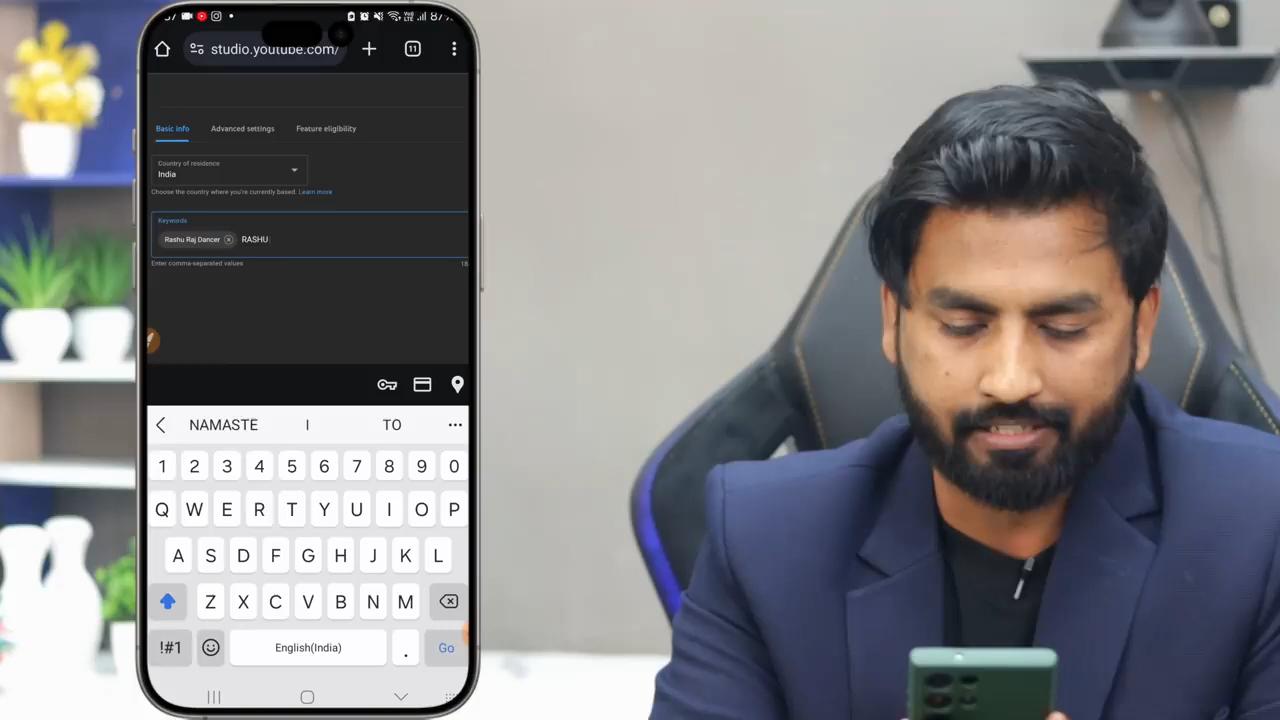 87%
studio.youtube.com/
11
Basic info
Advanced settings
Feature eligibility
Country of residence
India
Choose the country where you're currently based. Learn more
Keywords
Rashu Raj Dancer RASHU
Enter comma-separated values
18
NAMASTE I TO
1 2 3 4 5 6 7 8 9 0
Q W E R T Y U I O P
A S D F G H J K L
Z X C V B N M
!#1 English(India) . Go